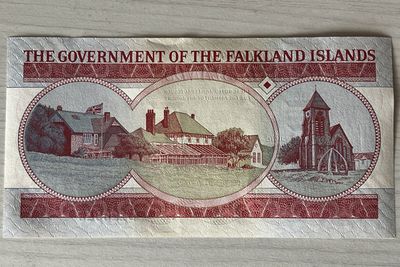 THE GOVERNMENT OF THE FALKLAND ISLANDS